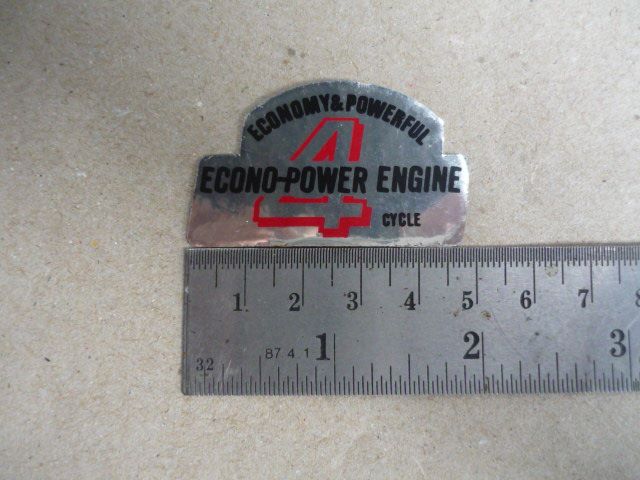 ECONOMY&POWERFUL
4
ECONO-POWER ENGINE
CYCLE
1 2 3 4 5 6 7 8
32 87 4 1 1 2 3